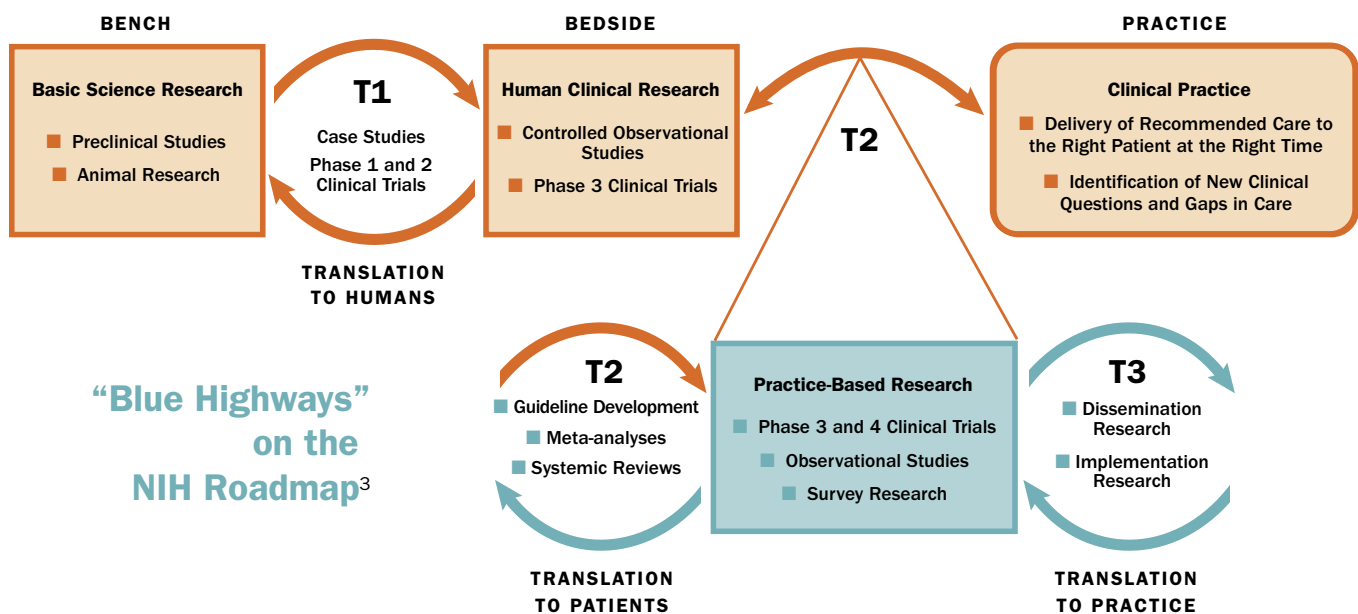 BENCH
Basic Science Research
Preclinical Studies
Animal Research
T1
Case Studies
Phase 1 and 2
Clinical Trials
TRANSLATION
TO HUMANS
BEDSIDE
Human Clinical Research
Controlled Observational
Studies
Phase 3 Clinical Trials
T2
PRACTICE
Clinical Practice
Delivery of Recommended Care to
the Right Patient at the Right Time
Identification of New Clinical
Questions and Gaps in Care
“Blue Highways”
on the
NIH Roadmap³
T2
Guideline Development
Meta-analyses
Systemic Reviews
TRANSLATION
TO PATIENTS
Practice-Based Research
Phase 3 and 4 Clinical Trials
Observational Studies
Survey Research
T3
Dissemination
Research
Implementation
Research
TRANSLATION
TO PRACTICE